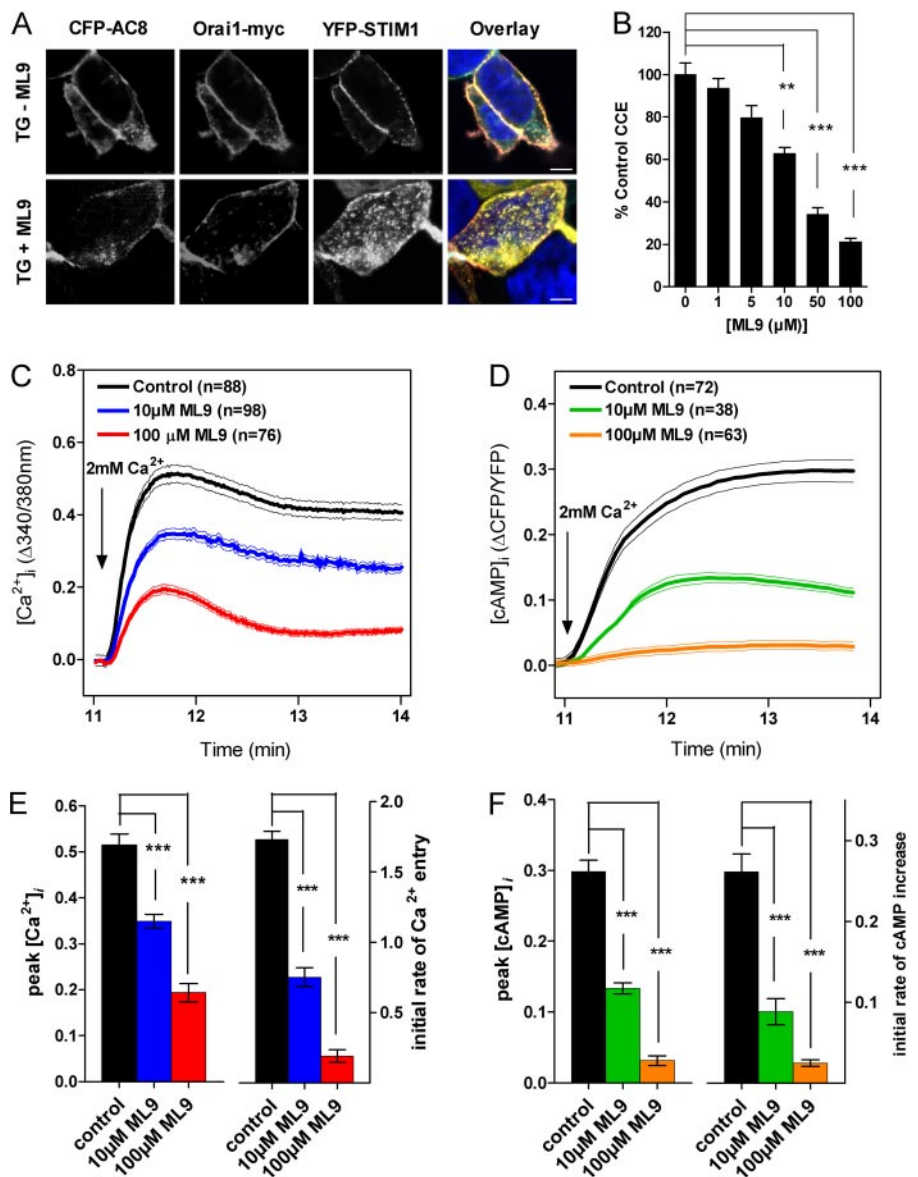 A
CFP-AC8 Orai1-myc YFP-STIM1 Overlay
TG - ML9
TG + ML9
B
% Control CCE
120
100
80
60
40
20
0
**
***
***
0 1 5 10 50 100
[ML9 (µM)]
C
[Ca2+]i (Δ340/380nm)
0.8
0.6
0.4
0.2
0.0
Control (n=88)
10µM ML9 (n=98)
100 µM ML9 (n=76)
2mM Ca2+
11 12 13 14
Time (min)
D
[cAMP]i (ΔCFP/YFP)
0.4
0.3
0.2
0.1
0.0
Control (n=72)
10µM ML9 (n=38)
100µM ML9 (n=63)
2mM Ca2+
11 12 13 14
Time (min)
E
peak [Ca2+]i
0.6
0.5
0.4
0.3
0.2
0.1
0.0
***
***
control
10µM ML9
100µM ML9
***
***
control
10µM ML9
100µM ML9
2.0
1.5
1.0
0.5
initial rate of Ca2+ entry
F
peak [cAMP]i
0.4
0.3
0.2
0.1
0.0
***
***
control
10µM ML9
100µM ML9
***
***
control
10µM ML9
100µM ML9
0.3
0.2
0.1
initial rate of cAMP increase